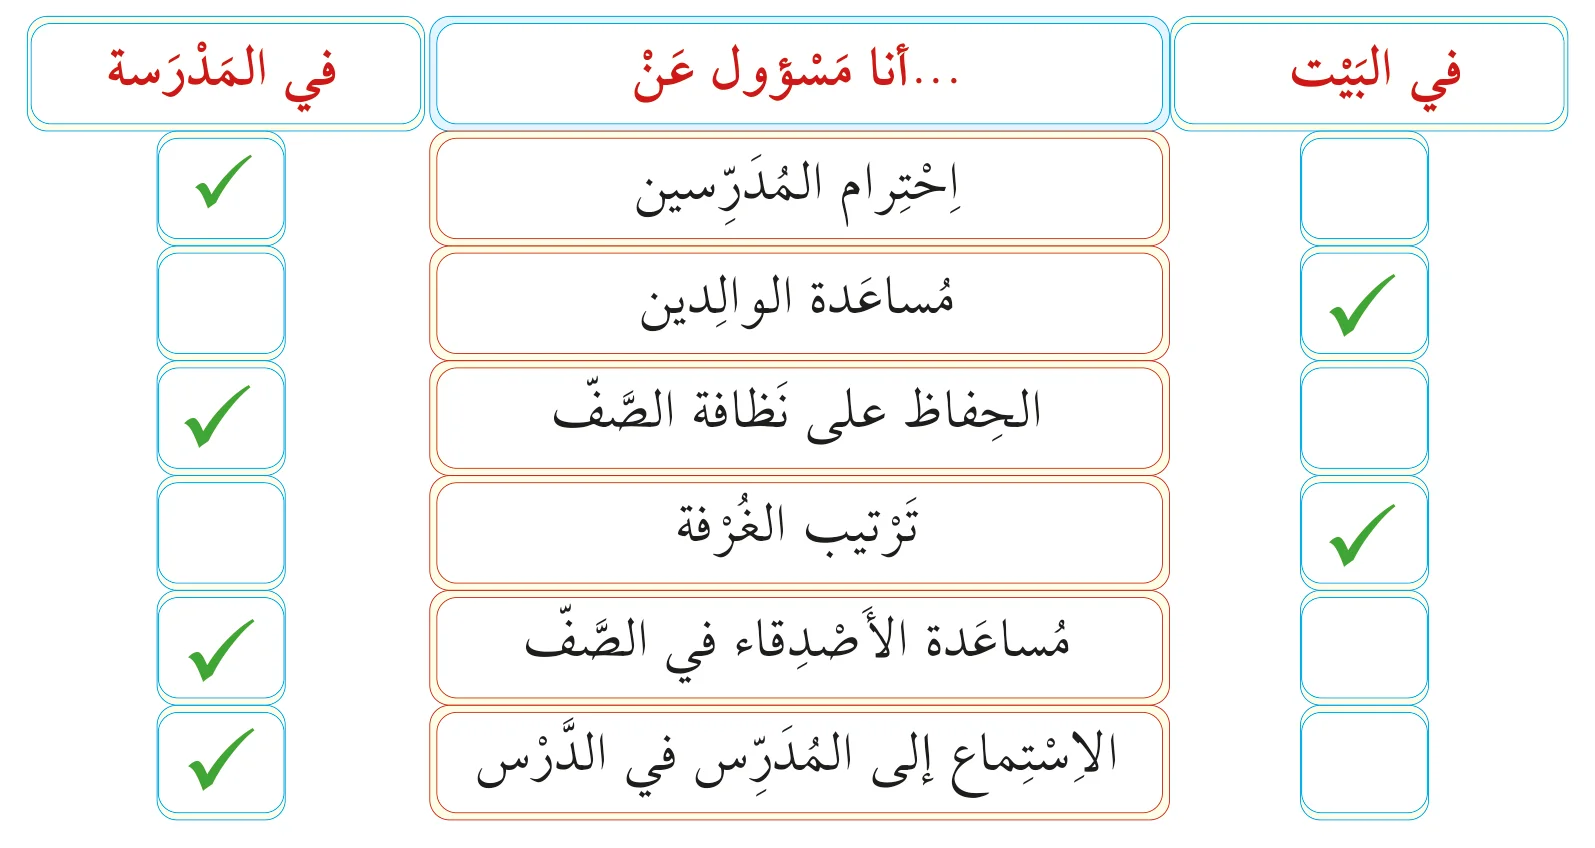 في البَيْت
أنا مَسْؤول عَنْ...
في المَدْرَسة
اِحْتِرام المُدَرِّسين
مُساعَدة الوالِدين
الحِفاظ على نَظافة الصَّفّ
تَرْتيب الغُرْفة
مُساعَدة الأَصْدِقاء في الصَّفّ
الاِسْتِماع إلى المُدَرِّس في الدَّرْس